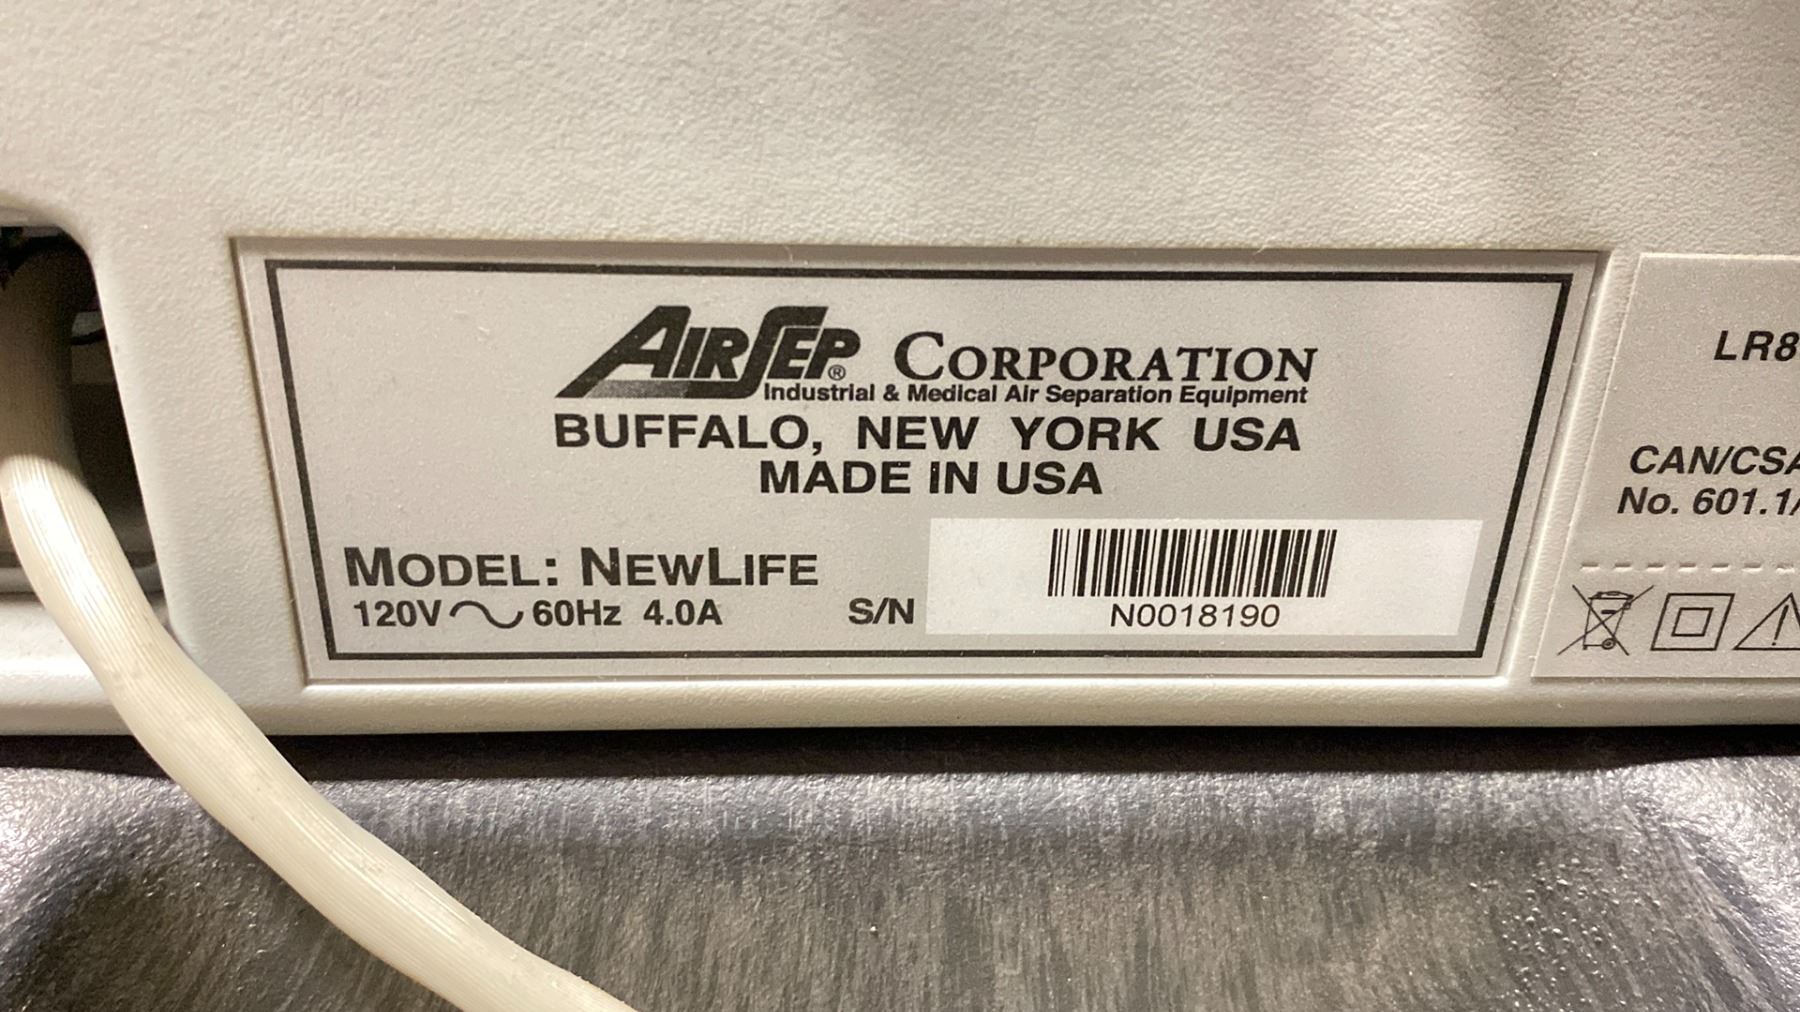 AIRSEP® CORPORATION
Industrial & Medical Air Separation Equipment
BUFFALO, NEW YORK USA
MADE IN USA
MODEL: NEWLIFE
120V 60Hz 4.0A
S/N
N0018190
LR8
CAN/CSA
No. 601.1/